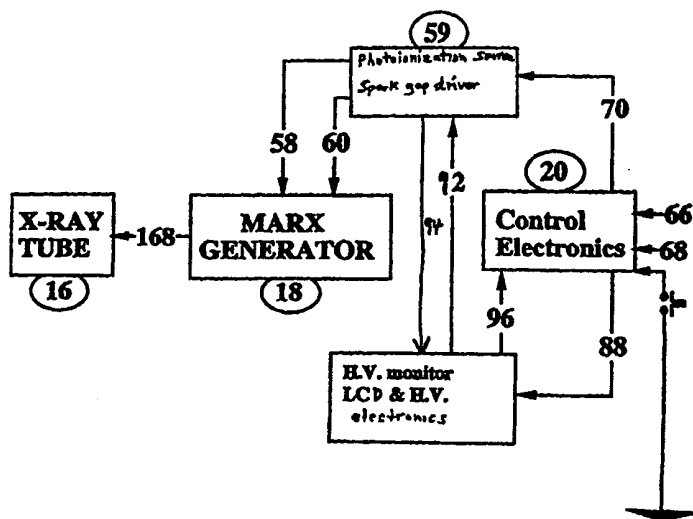 59
Photoionization Source
Spark gap driver
70
58
60
92
20
X-RAY
TUBE
168
MARX
GENERATOR
94
Control
Electronics
66
68
16
18
96
88
H.V. monitor
LCD & H.V.
electronics